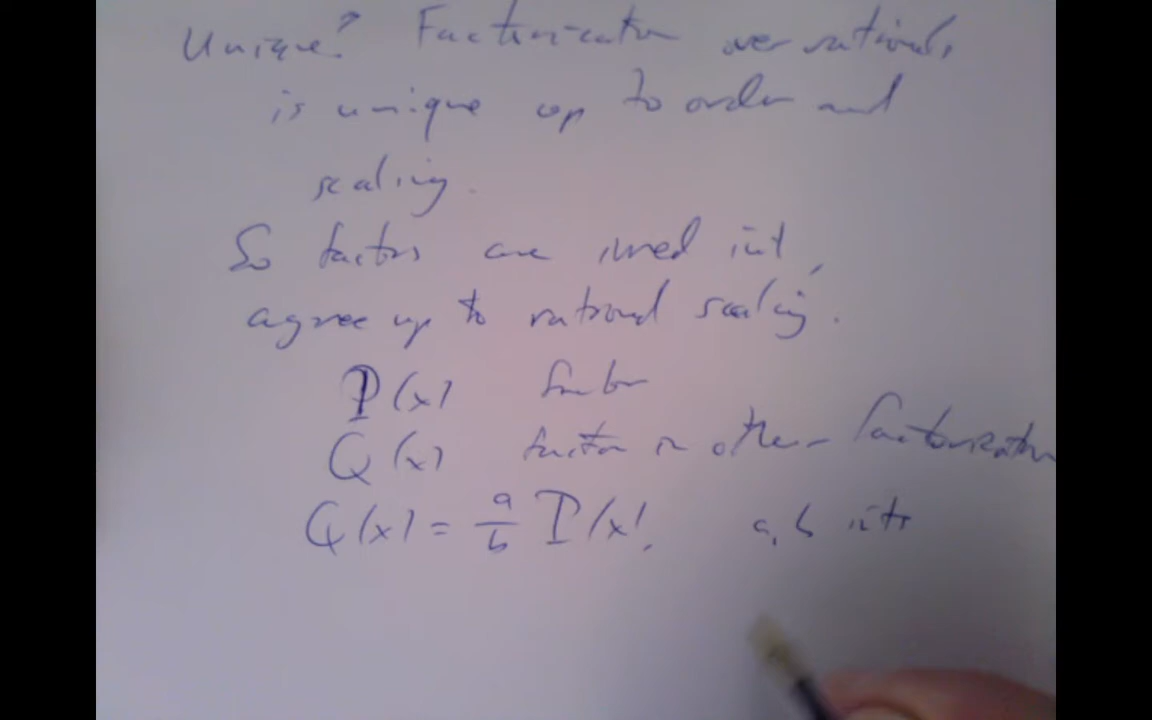 Unique? Factorization over rationals
is unique up to order and
scaling.
So factors are irred int,
agree up to rational scaling.
P(x) factor
Q(x) factor in other factorization
Q(x) = a/b P(x), a, b ints